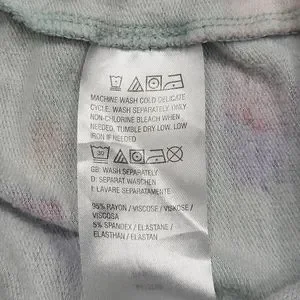 MACHINE WASH COLD DELICATE
CYCLE. WASH SEPARATELY. ONLY
NON-CHLORINE BLEACH WHEN
NEEDED. TUMBLE DRY LOW. LOW
IRON IF NEEDED
30
GB: WASH SEPARATELY
D: SEPARAT WASCHEN
I: LAVARE SEPARATAMENTE
95% RAYON / VISCOSE / VISKOSE /
VISCOSA
5% SPANDEX / ELASTANE /
ELASTHAN / ELASTAN